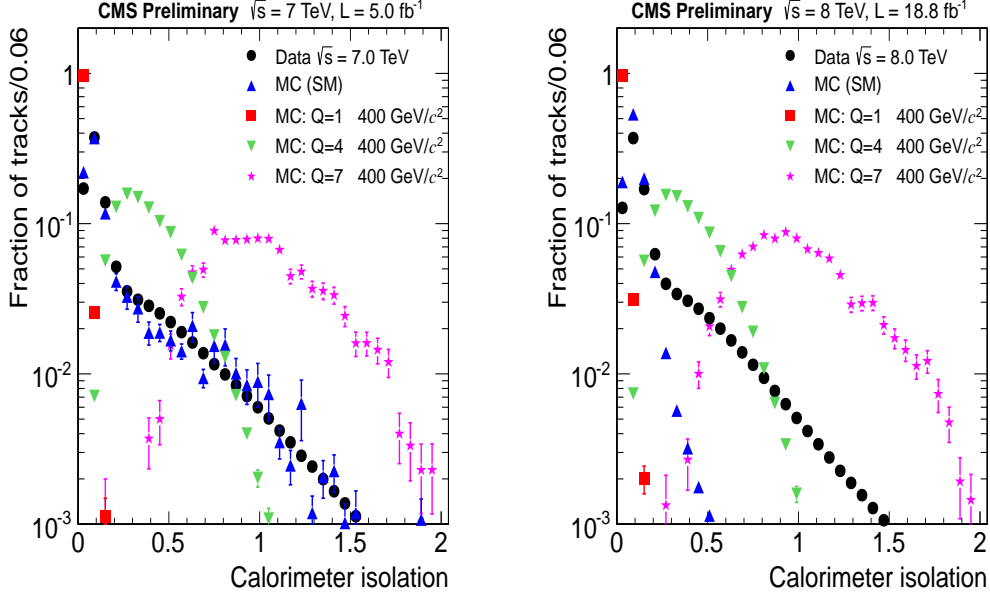 CMS Preliminary √s = 7 TeV, L = 5.0 fb⁻¹
Fraction of tracks/0.06
Data √s = 7.0 TeV
MC (SM)
MC: Q=1 400 GeV/c²
MC: Q=4 400 GeV/c²
MC: Q=7 400 GeV/c²
1
10⁻¹
10⁻²
10⁻³
0 0.5 1 1.5 2
Calorimeter isolation
CMS Preliminary √s = 8 TeV, L = 18.8 fb⁻¹
Fraction of tracks/0.06
Data √s = 8.0 TeV
MC (SM)
MC: Q=1 400 GeV/c²
MC: Q=4 400 GeV/c²
MC: Q=7 400 GeV/c²
1
10⁻¹
10⁻²
10⁻³
0 0.5 1 1.5 2
Calorimeter isolation